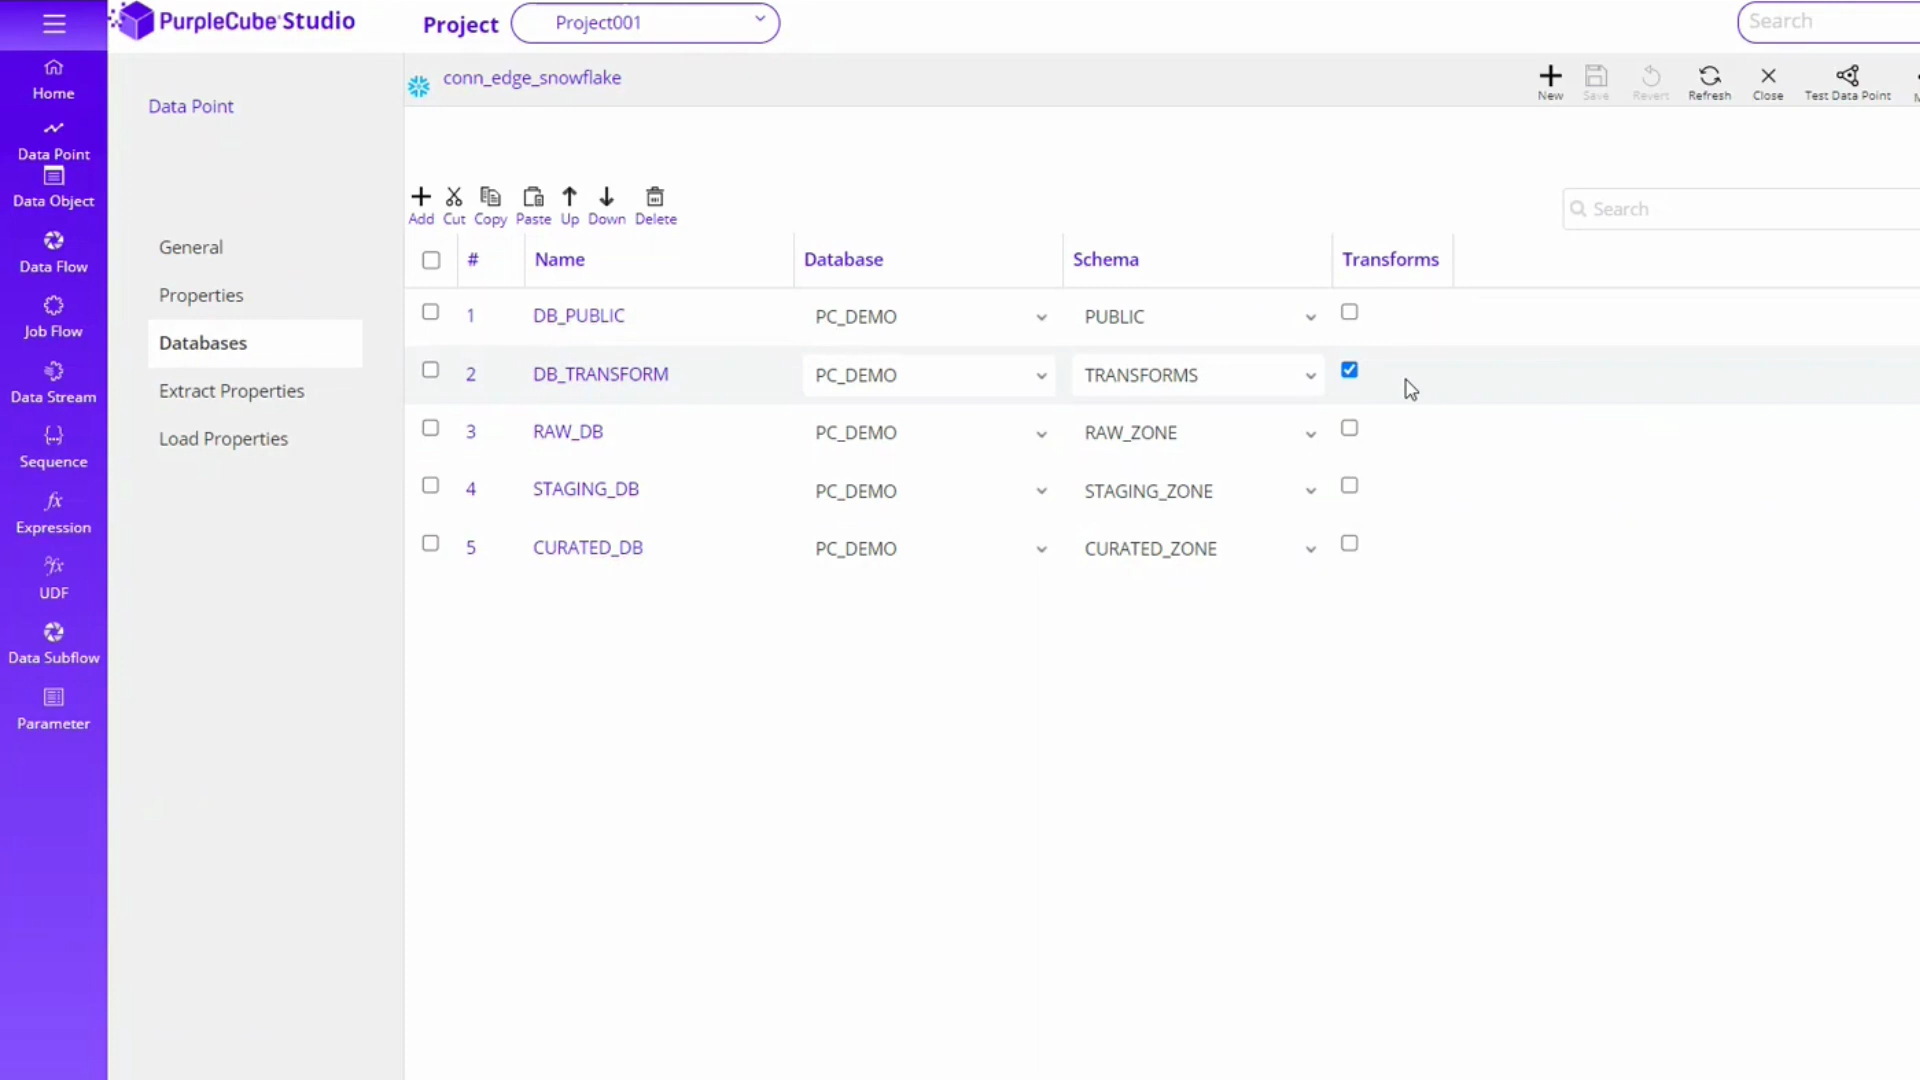 PurpleCube Studio
Project
Project001
Search
Home
Data Point
Data Object
Data Flow
Job Flow
Data Stream
Sequence
fx
Expression
UDF
Data Subflow
Parameter
Data Point
General
Properties
Databases
Extract Properties
Load Properties
conn_edge_snowflake
New Save Revert Refresh Close Test Data Point
Add Cut Copy Paste Up Down Delete
Search
# Name Database Schema Transforms
1 DB_PUBLIC PC_DEMO PUBLIC
2 DB_TRANSFORM PC_DEMO TRANSFORMS
3 RAW_DB PC_DEMO RAW_ZONE
4 STAGING_DB PC_DEMO STAGING_ZONE
5 CURATED_DB PC_DEMO CURATED_ZONE